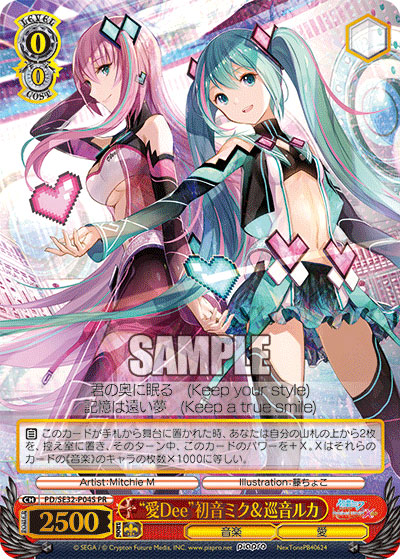 LEVEL
0
0
COST
SAMPLE
君の奥に眠る (Keep your style)
記憶は遠い夢 (Keep a true smile)
自 このカードが手札から舞台に置かれた時、あなたは自分の山札の上から2枚
を、控え室に置き、そのターン中、このカードのパワーを+X。Xはそれらの
カードの《音楽》のキャラの枚数×1000に等しい。
Artist:Mitchie M
Illustration:藤ちょこ
CH PD/SE32-P04S PR
"愛Dee"初音ミク&巡音ルカ
2500
音楽
愛
© SEGA / © Crypton Future Media, INC. www.piapro.net piapro NexTonePB40624